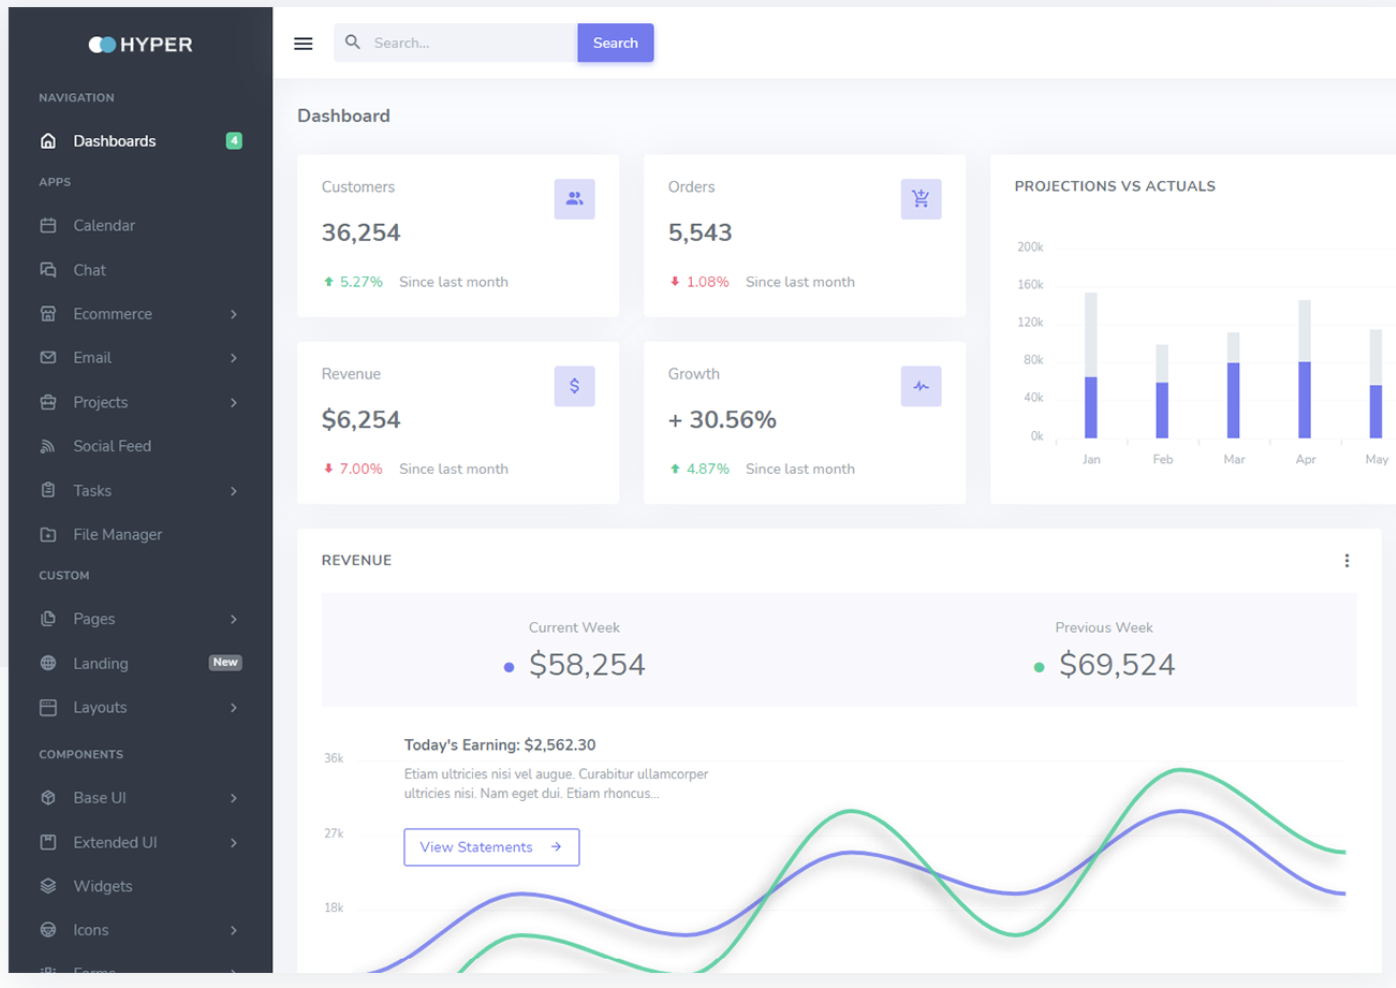 HYPER
NAVIGATION
Dashboards 4
APPS
Calendar
Chat
Ecommerce
Email
Projects
Social Feed
Tasks
File Manager
CUSTOM
Pages
Landing New
Layouts
COMPONENTS
Base UI
Extended UI
Widgets
Icons
Search... Search
Dashboard
Customers
36,254
5.27% Since last month
Orders
5,543
1.08% Since last month
Revenue
$6,254
7.00% Since last month
Growth
+ 30.56%
4.87% Since last month
PROJECTIONS VS ACTUALS
200k
160k
120k
80k
40k
0k
Jan Feb Mar Apr May
REVENUE
Current Week
$58,254
Previous Week
$69,524
Today's Earning: $2,562.30
Etiam ultricies nisi vel augue. Curabitur ullamcorper
ultricies nisi. Nam eget dui. Etiam rhoncus...
View Statements
36k
27k
18k